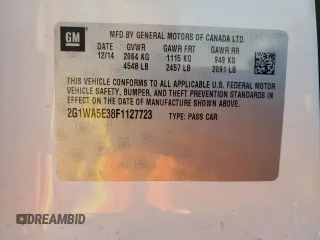 GM
MFD BY GENERAL MOTORS OF CANADA LTD.
DATE GVWR GAWR FRT GAWR RR
12/14 2064 KG 1115 KG 949 KG
4548 LB 2457 LB 2091 LB
THIS VEHICLE CONFORMS TO ALL APPLICABLE U.S. FEDERAL MOTOR
VEHICLE SAFETY, BUMPER, AND THEFT PREVENTION STANDARDS IN
EFFECT ON THE DATE OF MANUFACTURE SHOWN ABOVE.
2G1WA5E38F1127723 TYPE: PASS CAR
DREAMBID